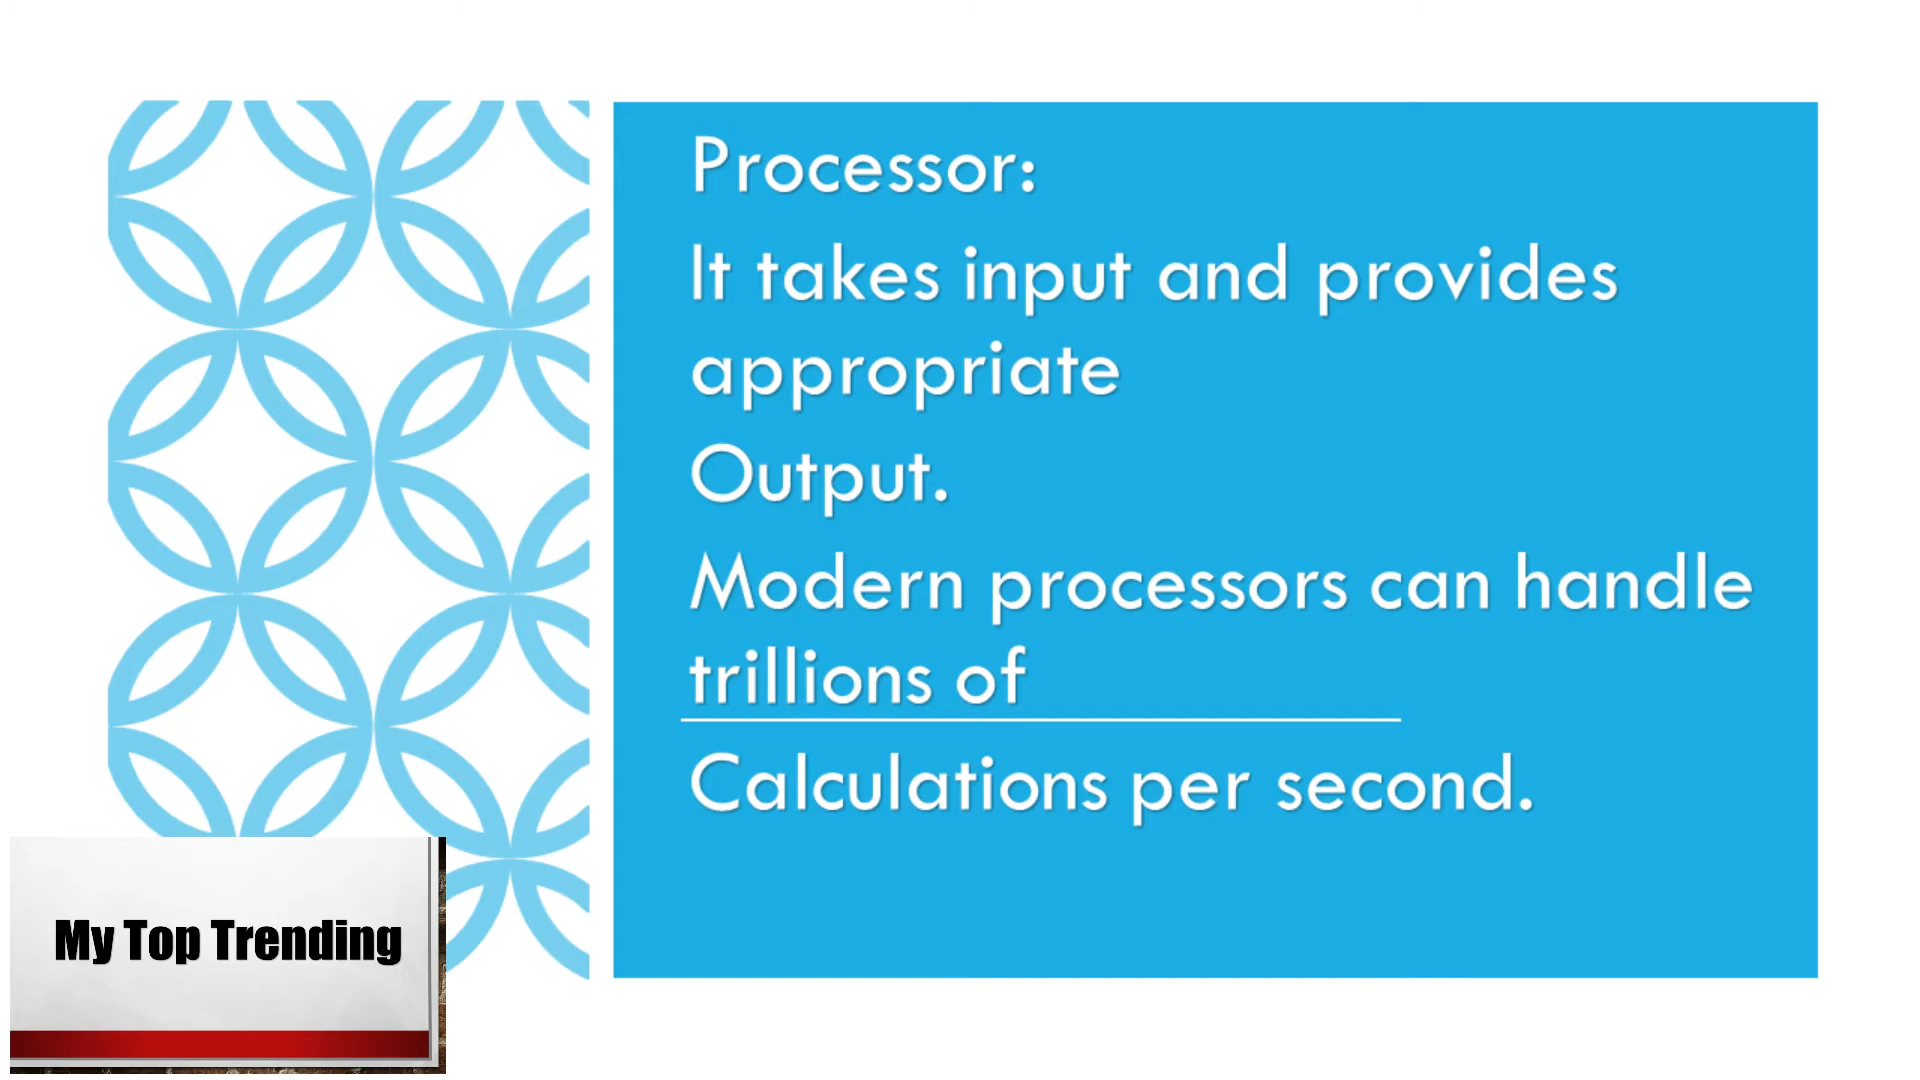 Processor:
It takes input and provides
appropriate
Output.
Modern processors can handle
trillions of
Calculations per second.
My Top Trending